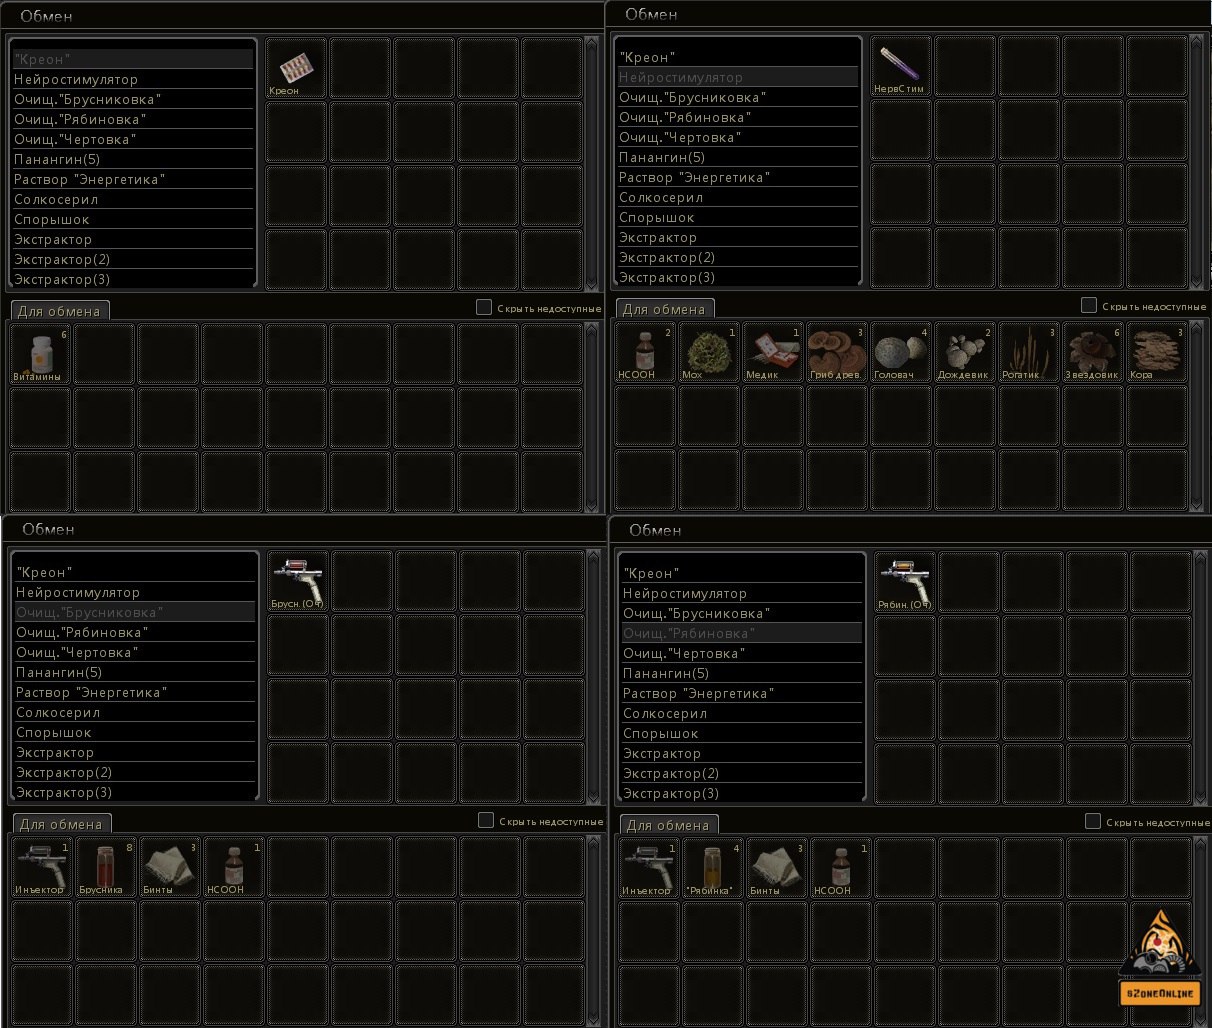 Обмен
"Креон"
Нейростимулятор
Очищ."Брусниковка"
Очищ."Рябиновка"
Очищ."Чертовка"
Панангин(5)
Раствор "Энергетика"
Солкосерил
Спорышок
Экстрактор
Экстрактор(2)
Экстрактор(3)
Креон
Для обмена
Скрыть недоступные
6
Витамины
Обмен
"Креон"
Нейростимулятор
Очищ."Брусниковка"
Очищ."Рябиновка"
Очищ."Чертовка"
Панангин(5)
Раствор "Энергетика"
Солкосерил
Спорышок
Экстрактор
Экстрактор(2)
Экстрактор(3)
НервСтим
Для обмена
Скрыть недоступные
2 1 1 3 4 2 3 6 3
HCOOH Мох Медик Гриб древ. Головач Дождевик Рогатик Звездовик Кора
Обмен
"Креон"
Нейростимулятор
Очищ."Брусниковка"
Очищ."Рябиновка"
Очищ."Чертовка"
Панангин(5)
Раствор "Энергетика"
Солкосерил
Спорышок
Экстрактор
Экстрактор(2)
Экстрактор(3)
Брусн.(ОЧ)
Для обмена
Скрыть недоступные
1 8 3 1
Инъектор Брусника Бинты HCOOH
Обмен
"Креон"
Нейростимулятор
Очищ."Брусниковка"
Очищ."Рябиновка"
Очищ."Чертовка"
Панангин(5)
Раствор "Энергетика"
Солкосерил
Спорышок
Экстрактор
Экстрактор(2)
Экстрактор(3)
Рябин.(ОЧ)
Для обмена
Скрыть недоступные
1 4 3 1
Инъектор "Рябинка" Бинты HCOOH
SZONEONLINE